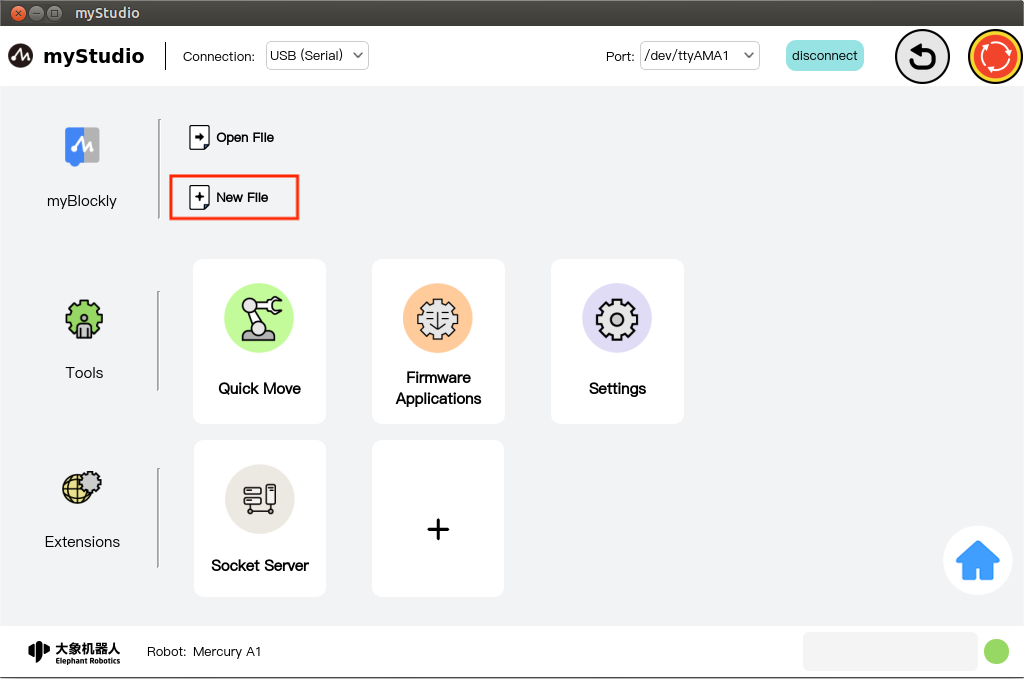 myStudio
myStudio Connection: USB (Serial) Port: /dev/ttyAMA1 disconnect
Open File
New File
myBlockly
Tools
Quick Move
Firmware
Applications
Settings
Extensions
Socket Server
大象机器人
Elephant Robotics
Robot: Mercury A1